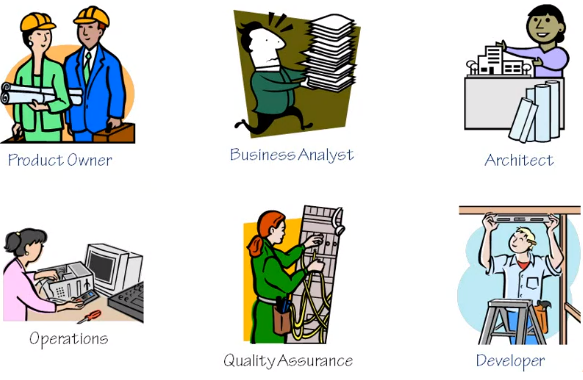 Product Owner
Business Analyst
Architect
Operations
Quality Assurance
Developer